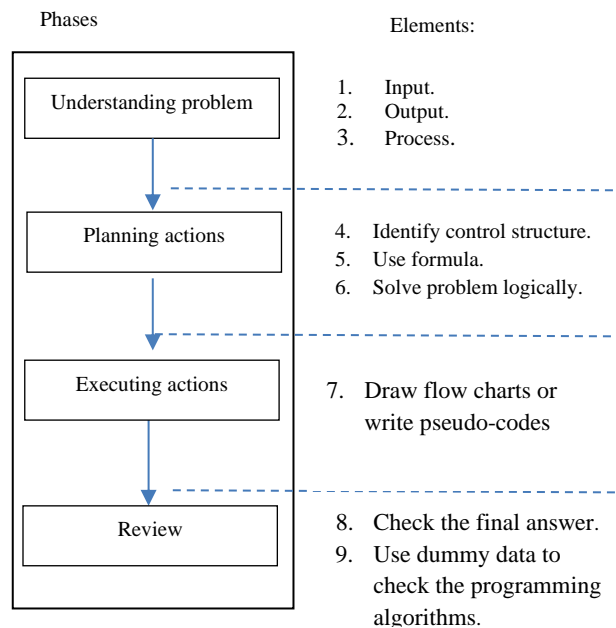 Phases
Elements:
Understanding problem
1. Input.
2. Output.
3. Process.
Planning actions
4. Identify control structure.
5. Use formula.
6. Solve problem logically.
Executing actions
7. Draw flow charts or
write pseudo-codes
Review
8. Check the final answer.
9. Use dummy data to
check the programming
algorithms.